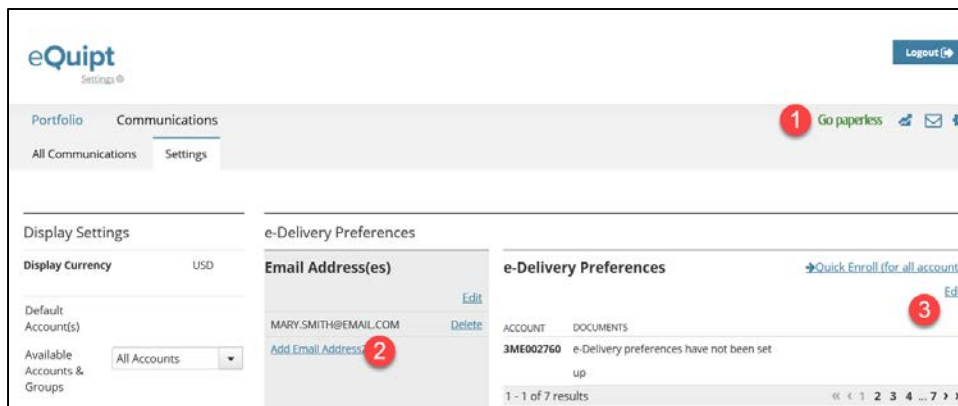 eQuipt
Settings
Logout
Portfolio Communications
1 Go paperless
All Communications Settings
Display Settings
e-Delivery Preferences
Display Currency USD
Email Address(es)
e-Delivery Preferences
Quick Enroll (for all account
Edit
Ed
3
Default
Account(s)
MARY.SMITH@EMAIL.COM Delete
ACCOUNT DOCUMENTS
Add Email Address
2
3ME002760 e-Delivery preferences have not been set
up
Available
Accounts &
Groups
All Accounts
1 - 1 of 7 results
« ‹ 1 2 3 4 ... 7 ›